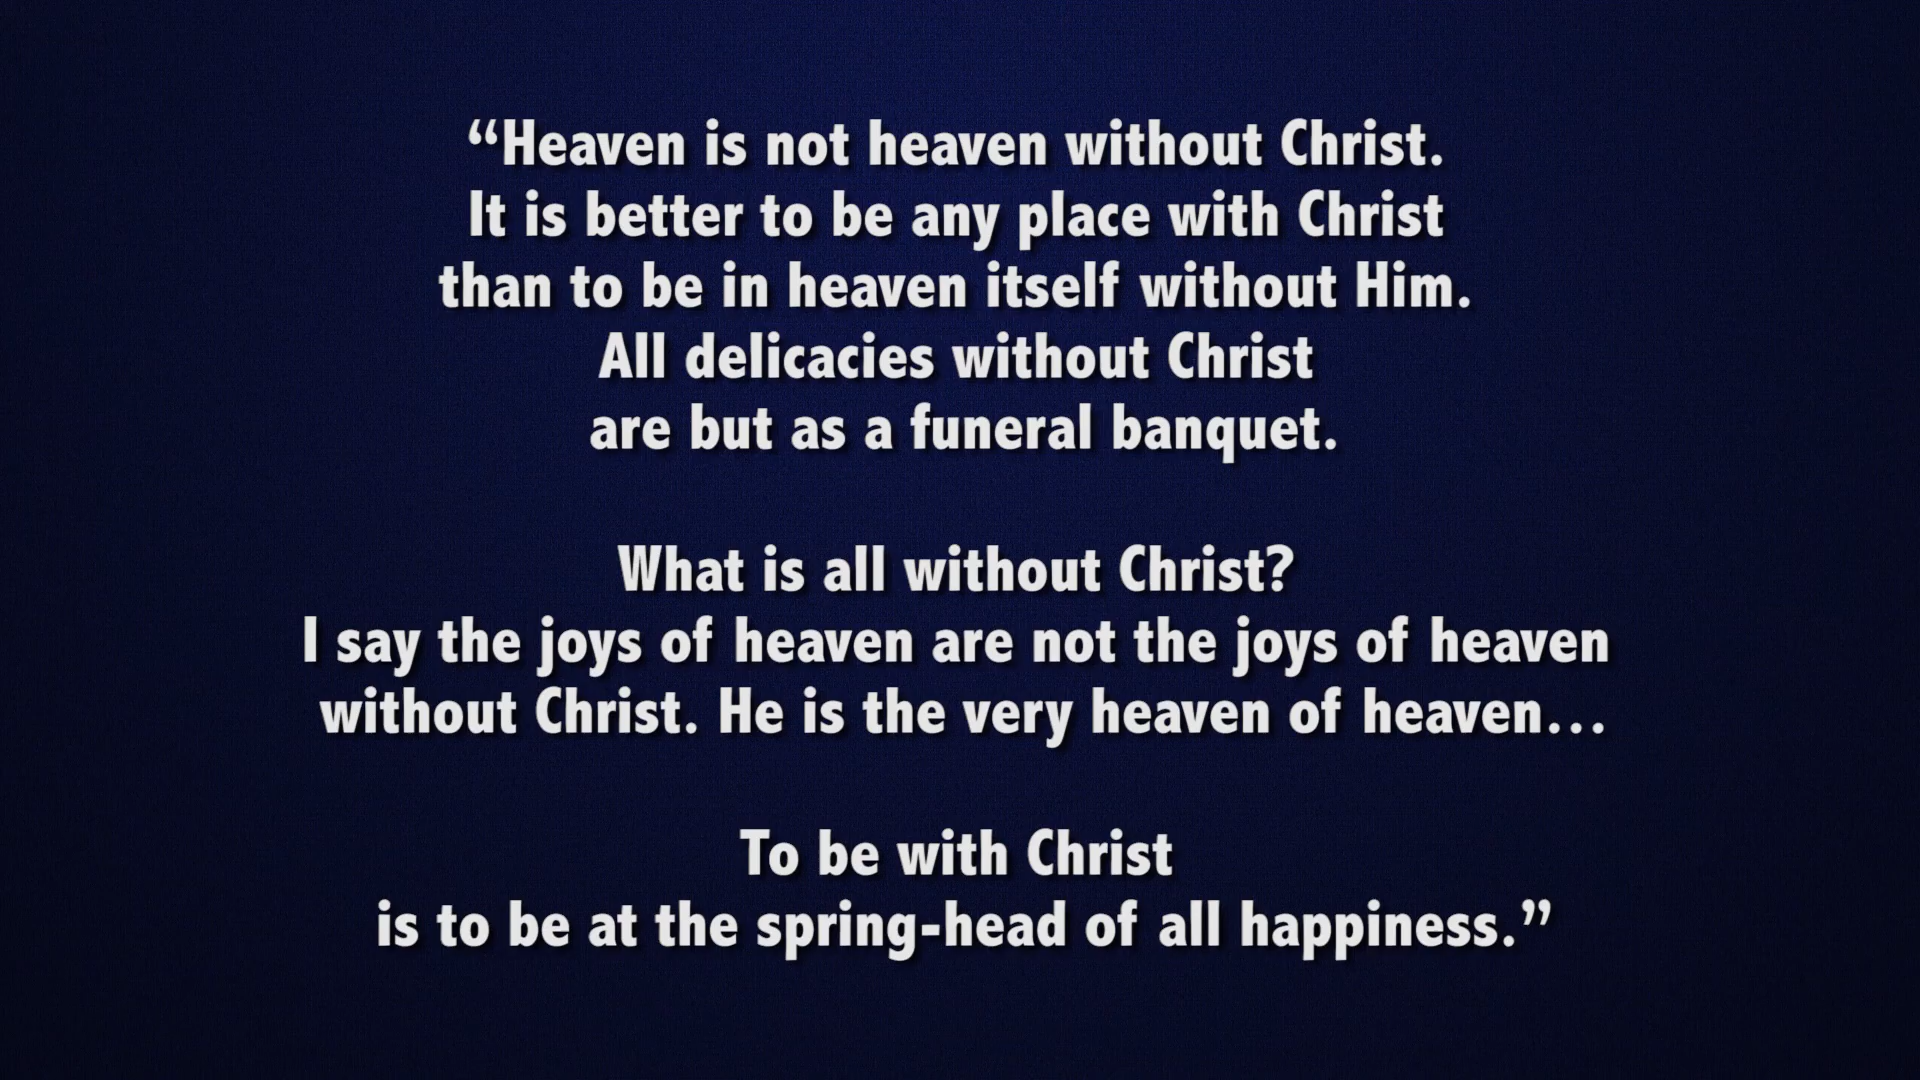 “Heaven is not heaven without Christ.
It is better to be any place with Christ
than to be in heaven itself without Him.
All delicacies without Christ
are but as a funeral banquet.
What is all without Christ?
I say the joys of heaven are not the joys of heaven
without Christ. He is the very heaven of heaven…
To be with Christ
is to be at the spring-head of all happiness.”